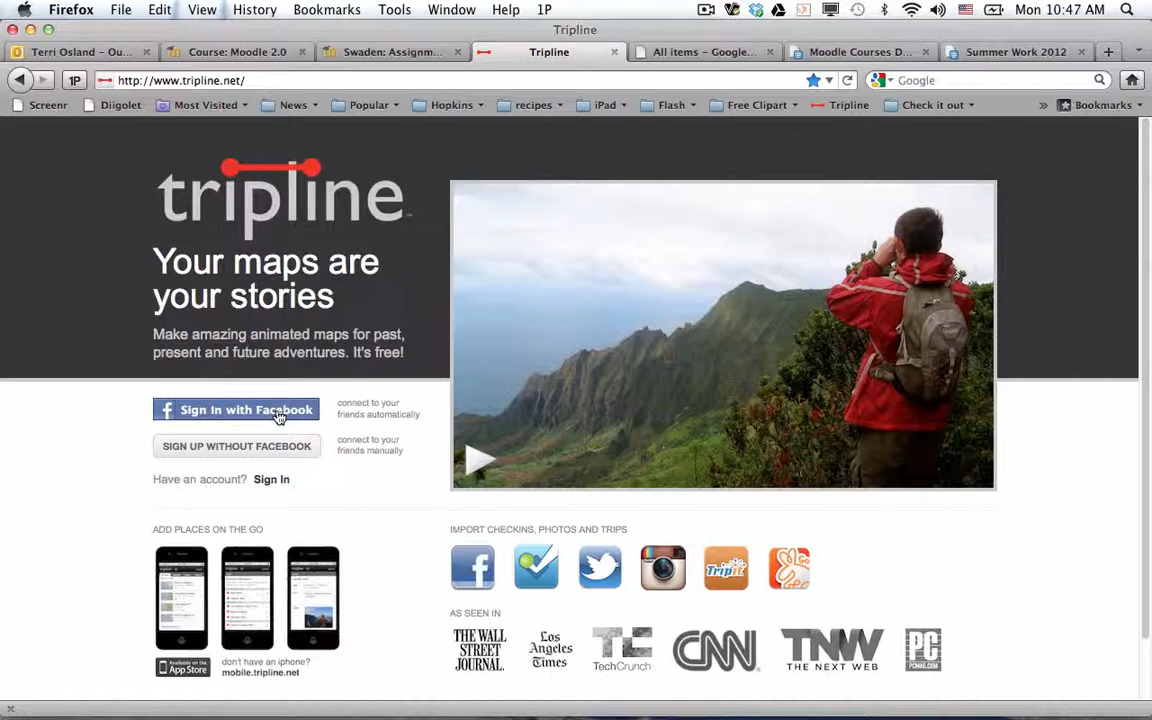 Firefox File Edit View History Bookmarks Tools Window Help 1P Mon 10:47 AM
Tripline
Terri Osland – Ou... Course: Moodle 2.0 Swaden: Assignm... Tripline All items – Google... Moodle Courses D... Summer Work 2012
1P http://www.tripline.net/ Google
Screenr Diigolet Most Visited News Popular Hopkins recipes iPad Flash Free Clipart Tripline Check it out » Bookmarks
tripline
Your maps are
your stories
Make amazing animated maps for past,
present and future adventures. It's free!
Sign In with Facebook
connect to your
friends automatically
SIGN UP WITHOUT FACEBOOK
connect to your
friends manually
Have an account? Sign In
ADD PLACES ON THE GO
Available on the
App Store
don't have an iphone?
mobile.tripline.net
IMPORT CHECKINS, PHOTOS AND TRIPS
TripIt
AS SEEN IN
THE WALL
STREET
JOURNAL
Los
Angeles
Times
TC
TechCrunch
CNN
TNW
THE NEXT WEB
PC
PCMAG.COM